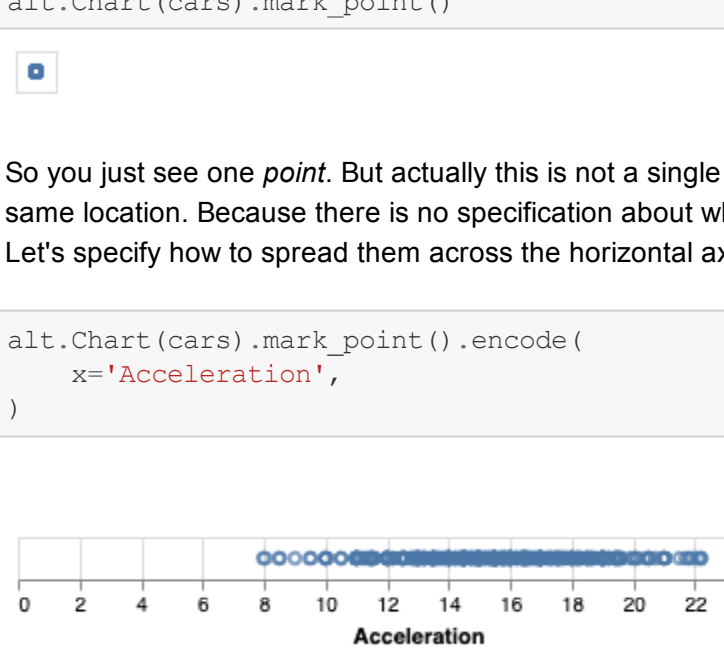 alt.Chart(cars).mark_point()
So you just see one point. But actually this is not a single
same location. Because there is no specification about
Let's specify how to spread them across the horizontal
alt.Chart(cars).mark_point().encode(
x='Acceleration',
)
0 2 4 6 8 10 12 14 16 18 20 22
Acceleration